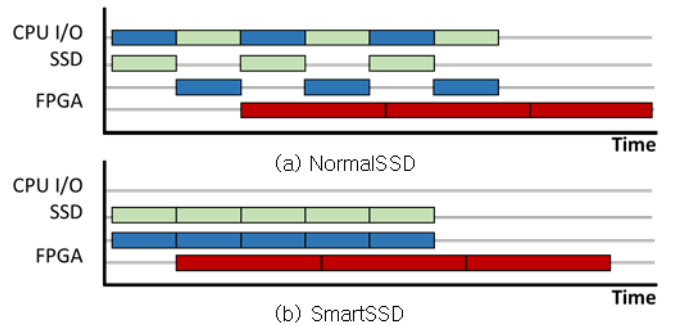 CPU I/O
SSD
FPGA
Time
(a) NormalSSD
CPU I/O
SSD
FPGA
Time
(b) SmartSSD